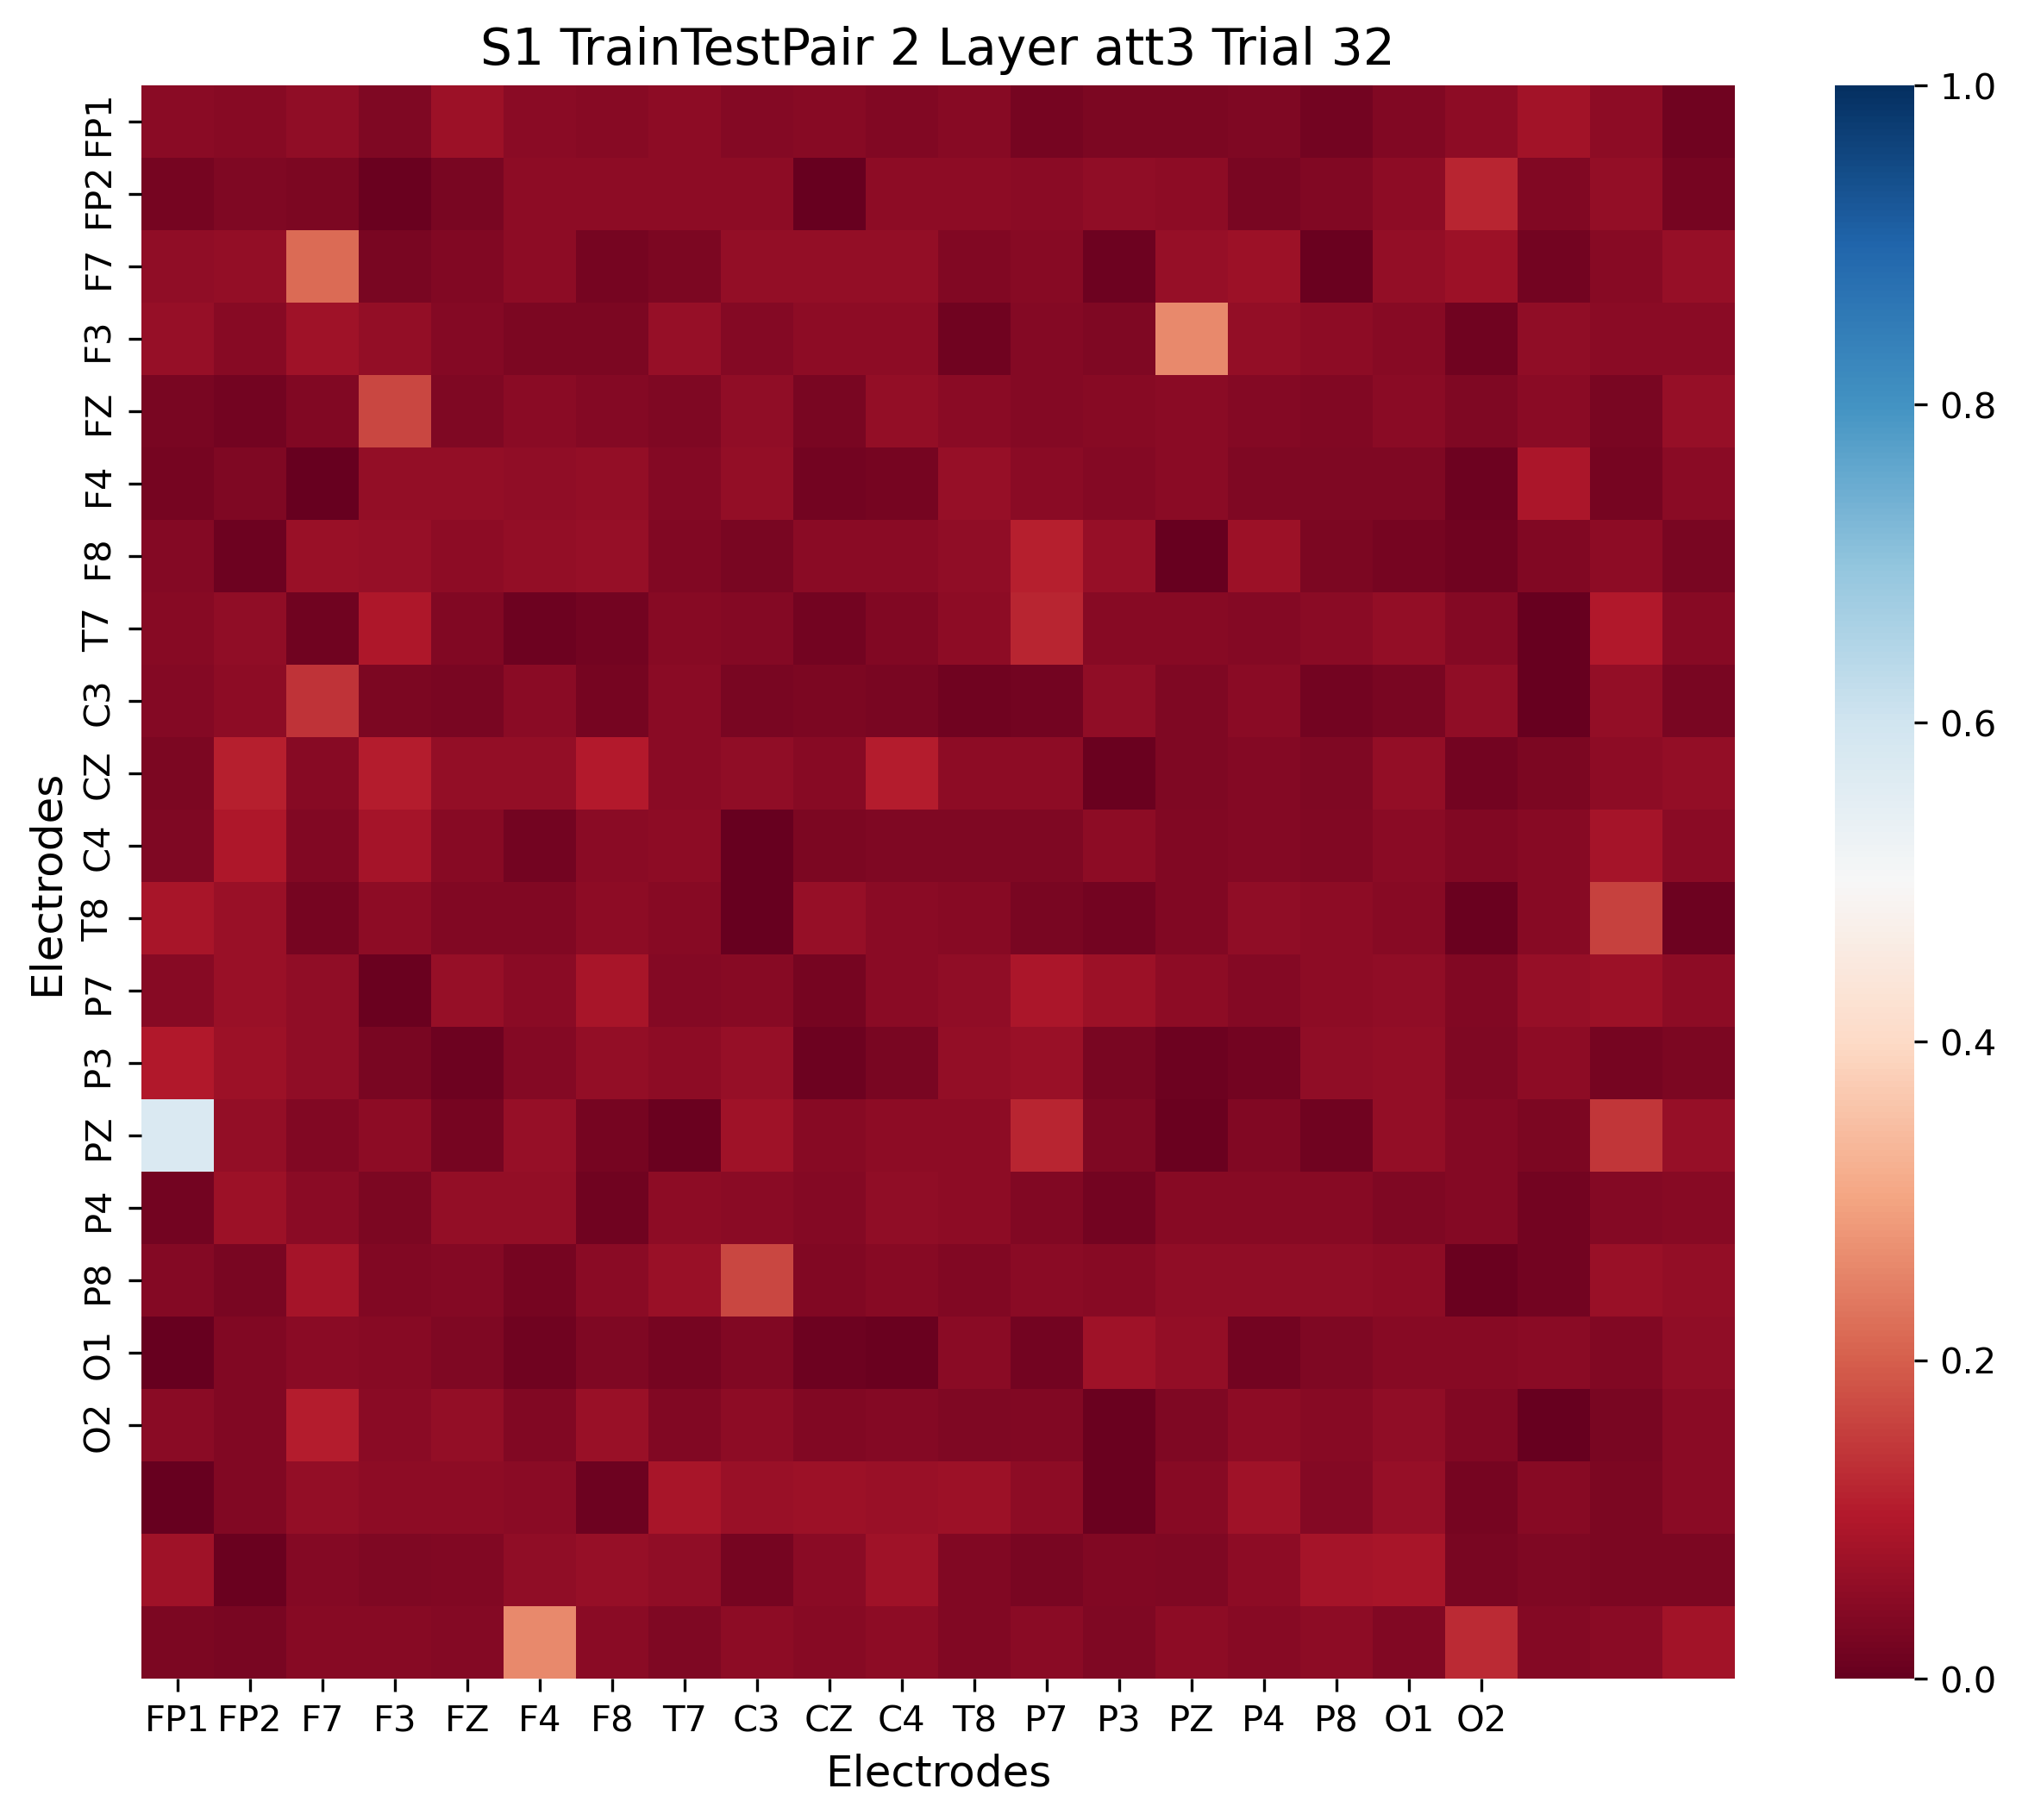 S1 TrainTestPair 2 Layer att3 Trial 32
Electrodes
FP1
FP2
F7
F3
FZ
F4
F8
T7
C3
CZ
C4
T8
P7
P3
PZ
P4
P8
O1
O2
FP1 FP2 F7 F3 FZ F4 F8 T7 C3 CZ C4 T8 P7 P3 PZ P4 P8 O1 O2
Electrodes
1.0
0.8
0.6
0.4
0.2
0.0